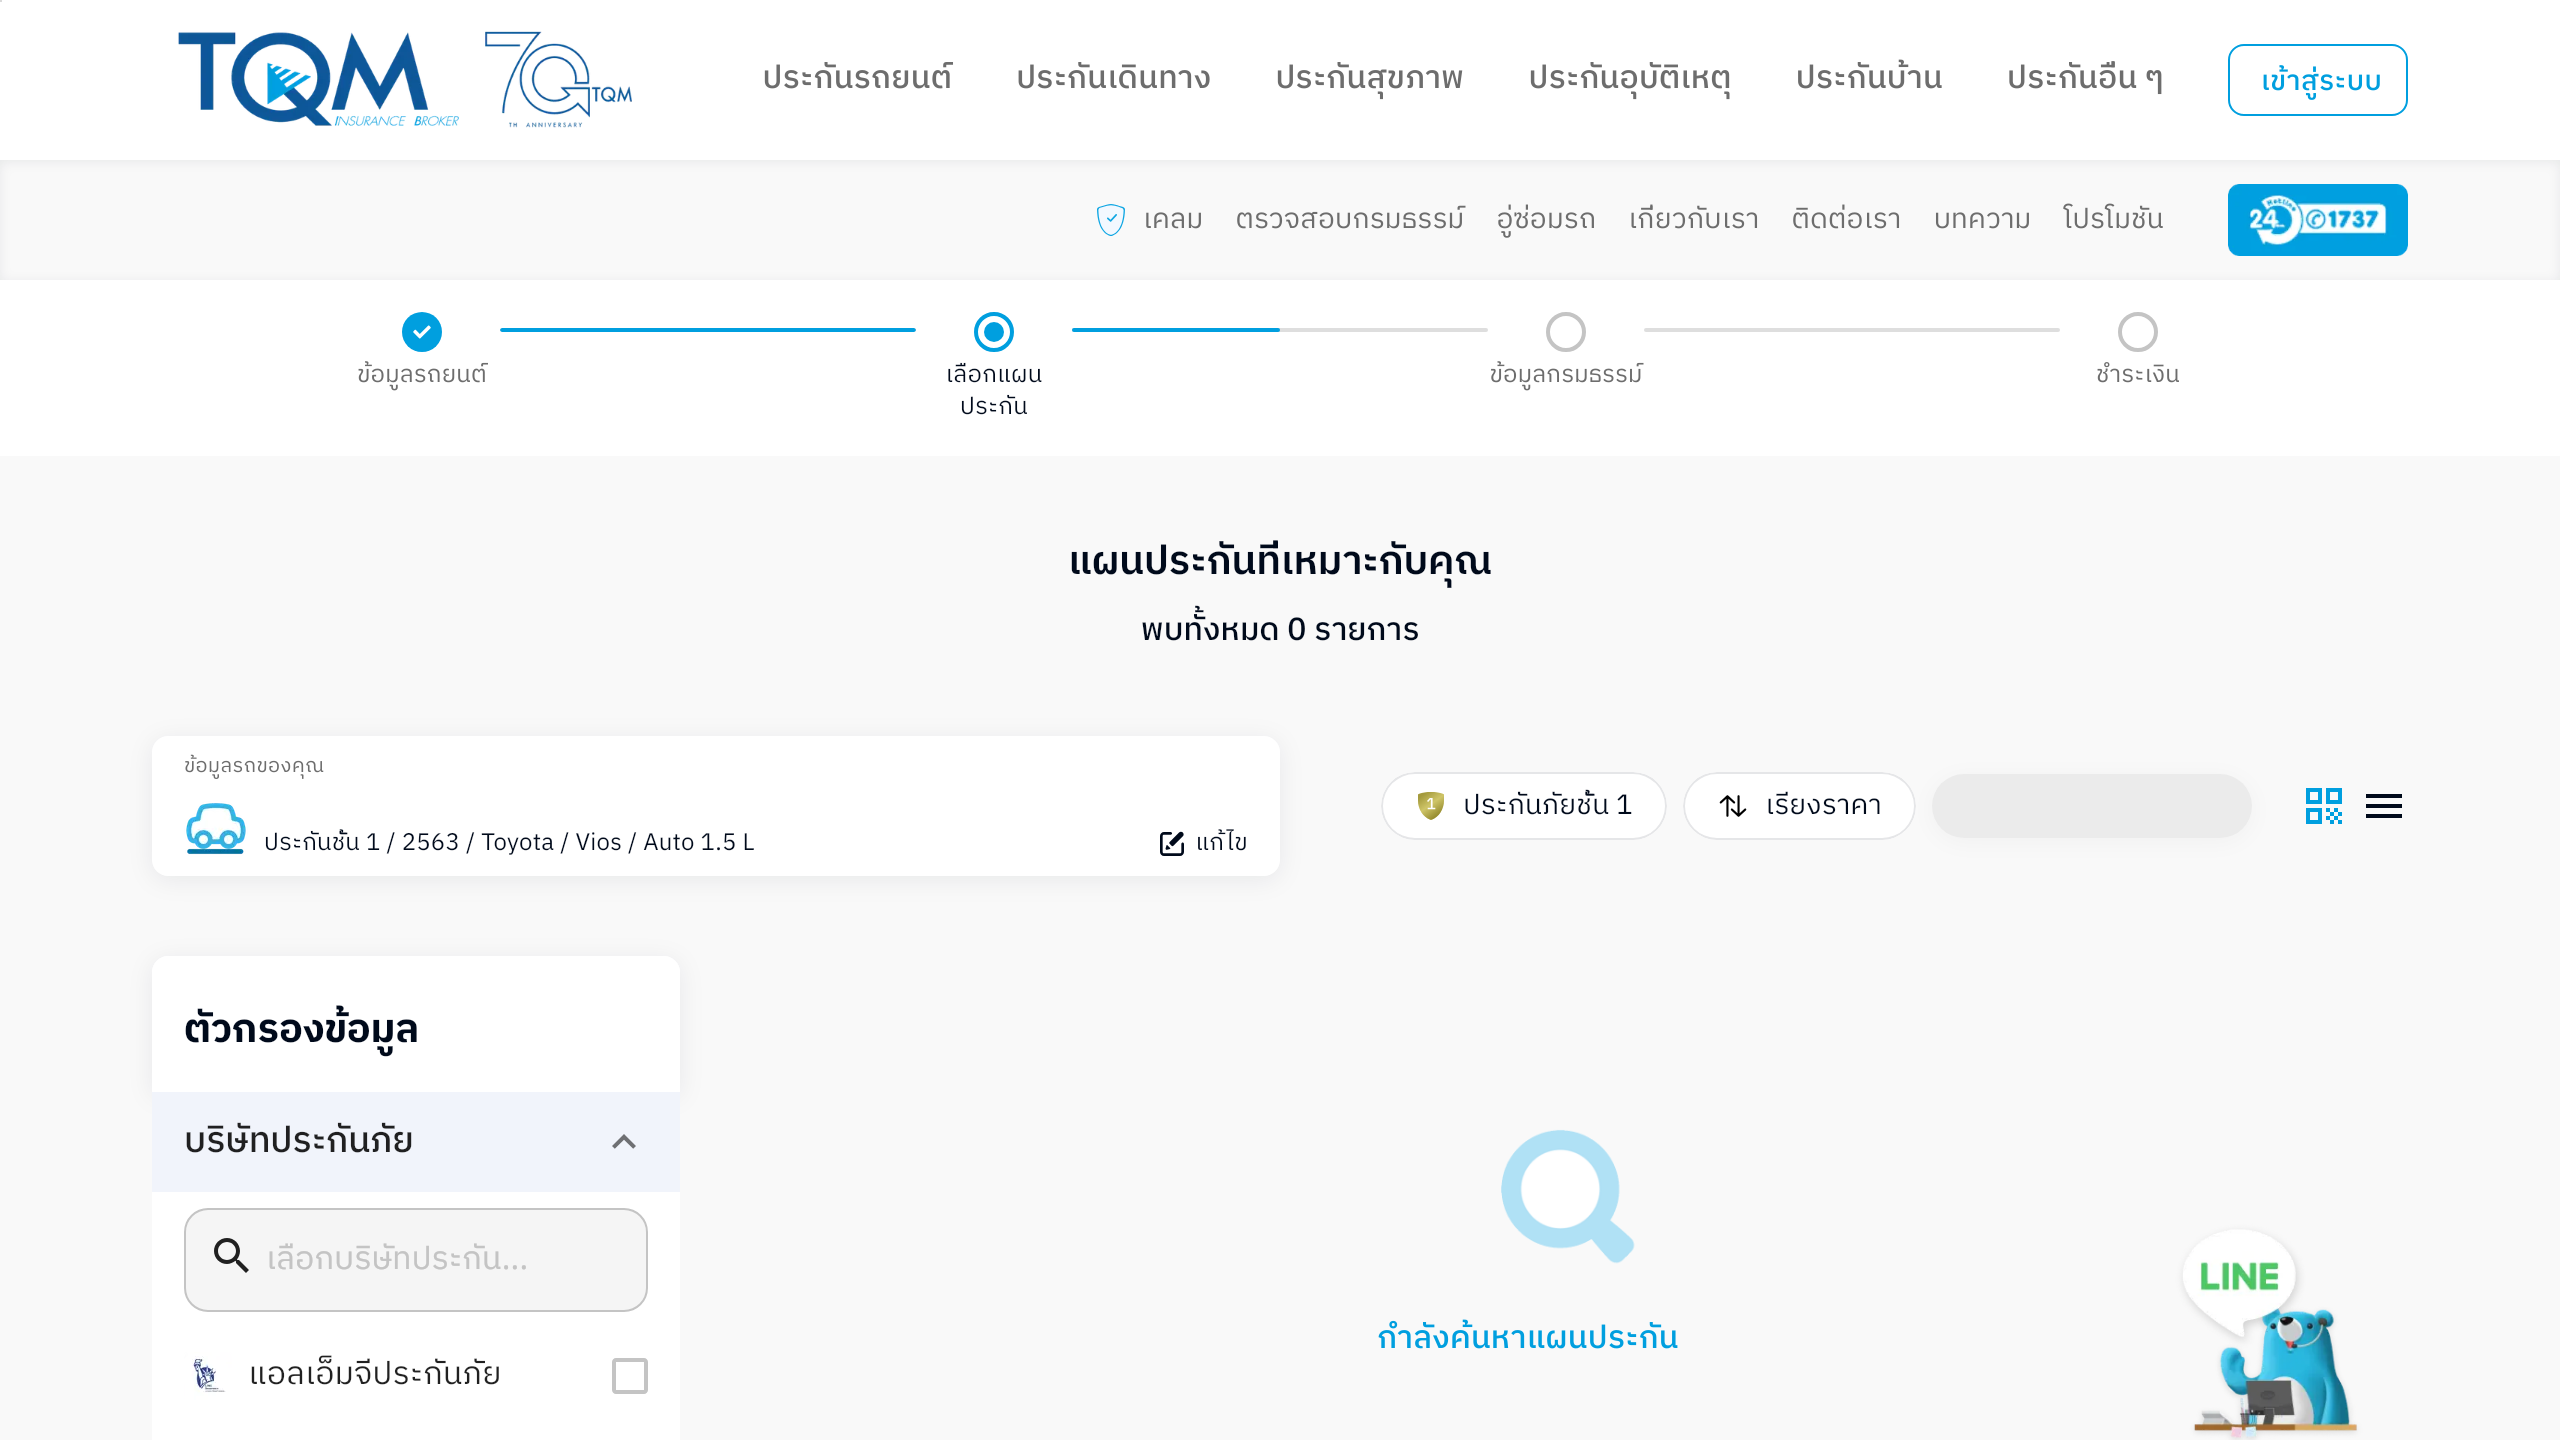 TQM
INSURANCE BROKER
70 TQM
TH ANNIVERSARY
ประกันรถยนต์
ประกันเดินทาง
ประกันสุขภาพ
ประกันอุบัติเหตุ
ประกันบ้าน
ประกันอื่น ๆ
เข้าสู่ระบบ
เคลม
ตรวจสอบกรมธรรม์
อู่ซ่อมรถ
เกี่ยวกับเรา
ติดต่อเรา
บทความ
โปรโมชัน
Hotline 24 1737
ข้อมูลรถยนต์
เลือกแผน
ประกัน
ข้อมูลกรมธรรม์
ชำระเงิน
แผนประกันที่เหมาะกับคุณ
พบทั้งหมด 0 รายการ
ข้อมูลรถของคุณ
ประกันชั้น 1 / 2563 / Toyota / Vios / Auto 1.5 L
แก้ไข
1 ประกันภัยชั้น 1
เรียงราคา
ตัวกรองข้อมูล
บริษัทประกันภัย
เลือกบริษัทประกัน...
แอลเอ็มจีประกันภัย
กำลังค้นหาแผนประกัน
LINE